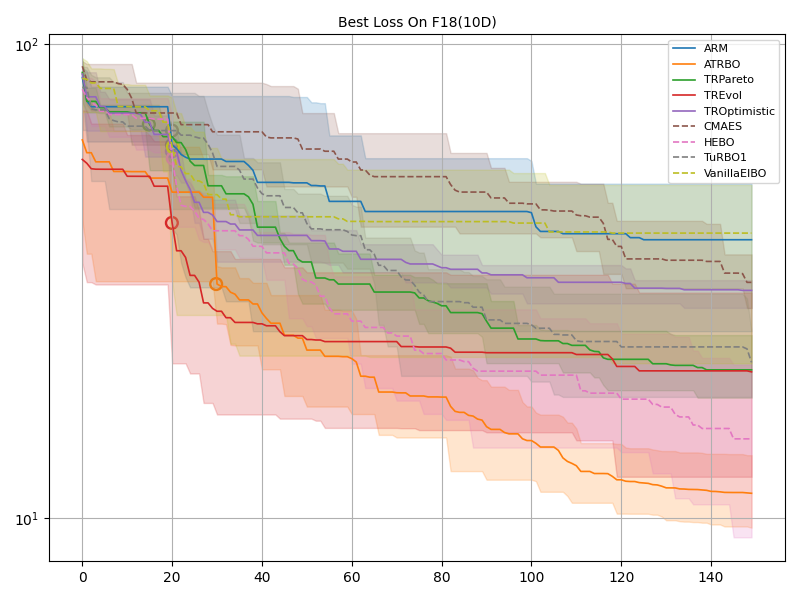 Best Loss On F18(10D)
10²
10¹
0 20 40 60 80 100 120 140
ARM
ATRBO
TRPareto
TREvol
TROptimistic
CMAES
HEBO
TuRBO1
VanillaEIBO